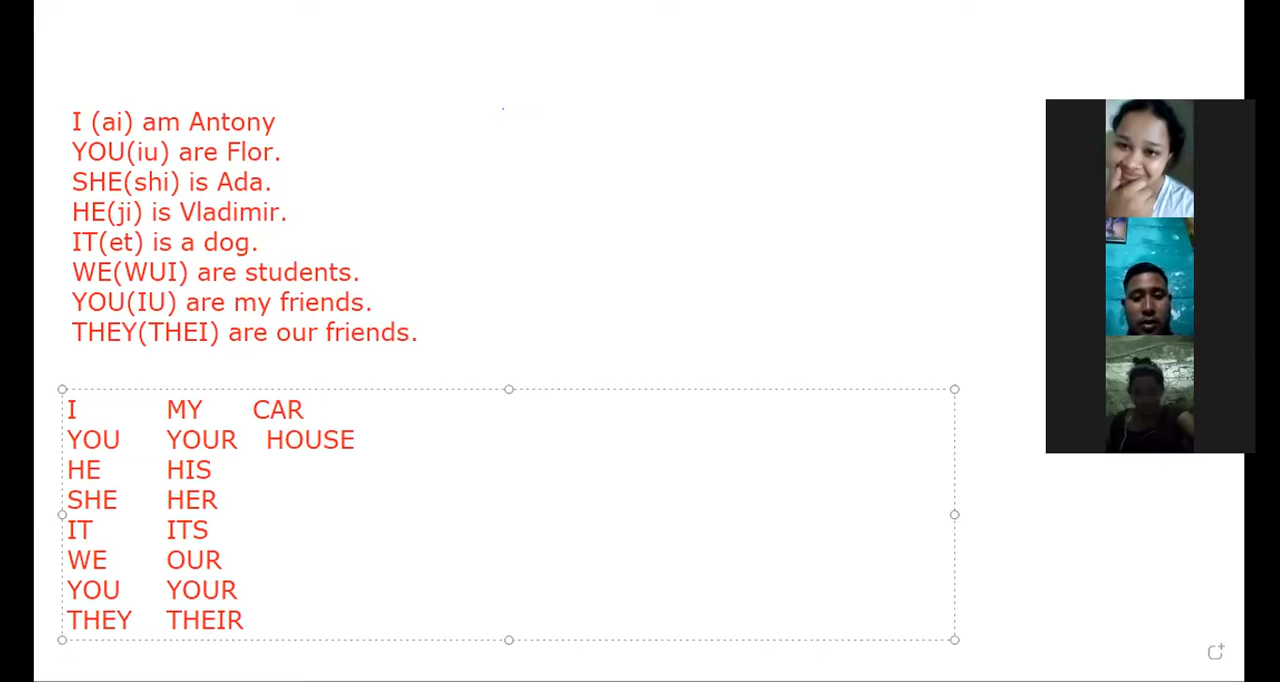 I (ai) am Antony
YOU(iu) are Flor.
SHE(shi) is Ada.
HE(ji) is Vladimir.
IT(et) is a dog.
WE(WUI) are students.
YOU(IU) are my friends.
THEY(THEI) are our friends.
I MY CAR
YOU YOUR HOUSE
HE HIS
SHE HER
IT ITS
WE OUR
YOU YOUR
THEY THEIR